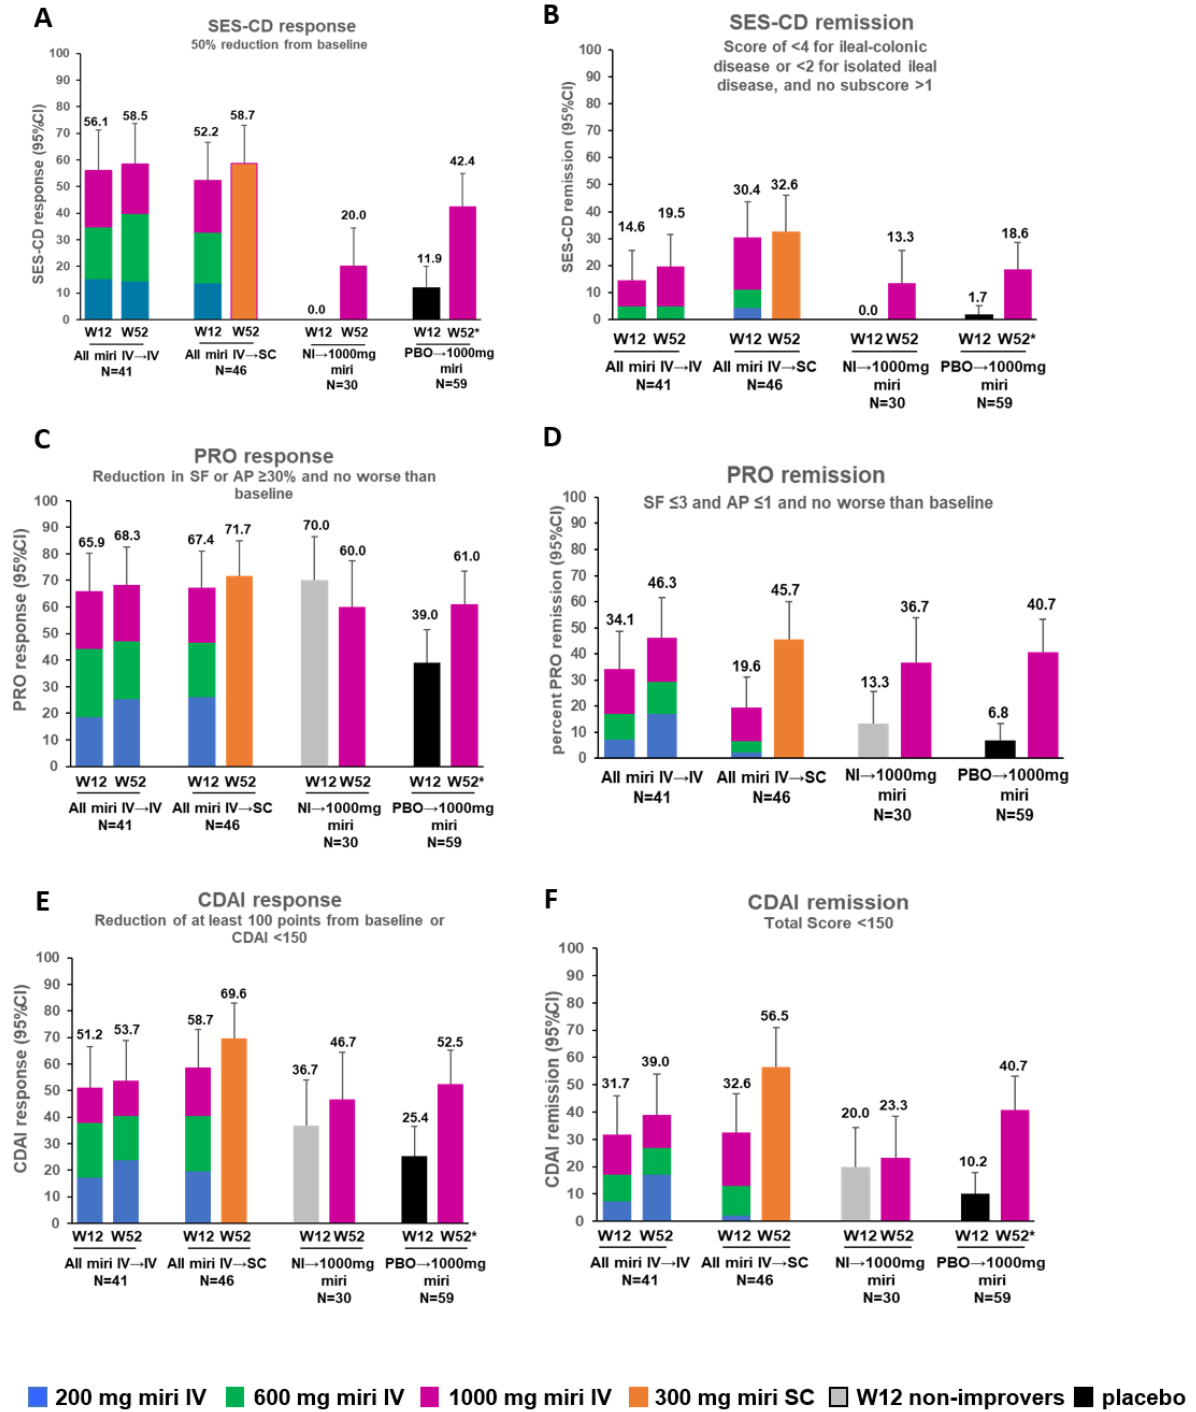 A
SES-CD response
50% reduction from baseline
SES-CD response (95%CI)
100
90
80
70
60
50
40
30
20
10
0
56.1
58.5
52.2
58.7
0.0
20.0
11.9
42.4
W12 W52
W12 W52
W12 W52
W12 W52*
All miri IV→IV
N=41
All miri IV→SC
N=46
NI→1000mg
miri
N=30
PBO→1000mg
miri
N=59
B
SES-CD remission
Score of <4 for ileal-colonic
disease or <2 for isolated ileal
disease, and no subscore >1
SES-CD remission (95%CI)
100
90
80
70
60
50
40
30
20
10
0
14.6
19.5
30.4
32.6
0.0
13.3
1.7
18.6
W12 W52
W12 W52
W12 W52
W12 W52*
All miri IV→IV
N=41
All miri IV→SC
N=46
NI→1000mg
miri
N=30
PBO→1000mg
miri
N=59
C
PRO response
Reduction in SF or AP ≥30% and no worse than
baseline
PRO response (95%CI)
100
90
80
70
60
50
40
30
20
10
0
65.9
68.3
67.4
71.7
70.0
60.0
39.0
61.0
W12 W52
W12 W52
W12 W52
W12 W52*
All miri IV→IV
N=41
All miri IV→SC
N=46
NI→1000mg
miri
N=30
PBO→1000mg
miri
N=59
D
PRO remission
SF ≤3 and AP ≤1 and no worse than baseline
percent PRO remission (95%CI)
100
90
80
70
60
50
40
30
20
10
0
34.1
46.3
19.6
45.7
13.3
36.7
6.8
40.7
All miri IV→IV
N=41
All miri IV→SC
N=46
NI→1000mg
miri
N=30
PBO→1000mg
miri
N=59
E
CDAI response
Reduction of at least 100 points from baseline or
CDAI <150
CDAI response (95%CI)
100
90
80
70
60
50
40
30
20
10
0
51.2
53.7
58.7
69.6
36.7
46.7
25.4
52.5
W12 W52
W12 W52
W12 W52
W12 W52*
All miri IV→IV
N=41
All miri IV→SC
N=46
NI→1000mg
miri
N=30
PBO→1000mg
miri
N=59
F
CDAI remission
Total Score <150
CDAI remission (95%CI)
100
90
80
70
60
50
40
30
20
10
0
31.7
39.0
32.6
56.5
20.0
23.3
10.2
40.7
W12 W52
W12 W52
W12 W52
W12 W52*
All miri IV→IV
N=41
All miri IV→SC
N=46
NI→1000mg
miri
N=30
PBO→1000mg
miri
N=59
200 mg miri IV
600 mg miri IV
1000 mg miri IV
300 mg miri SC
W12 non-improvers
placebo